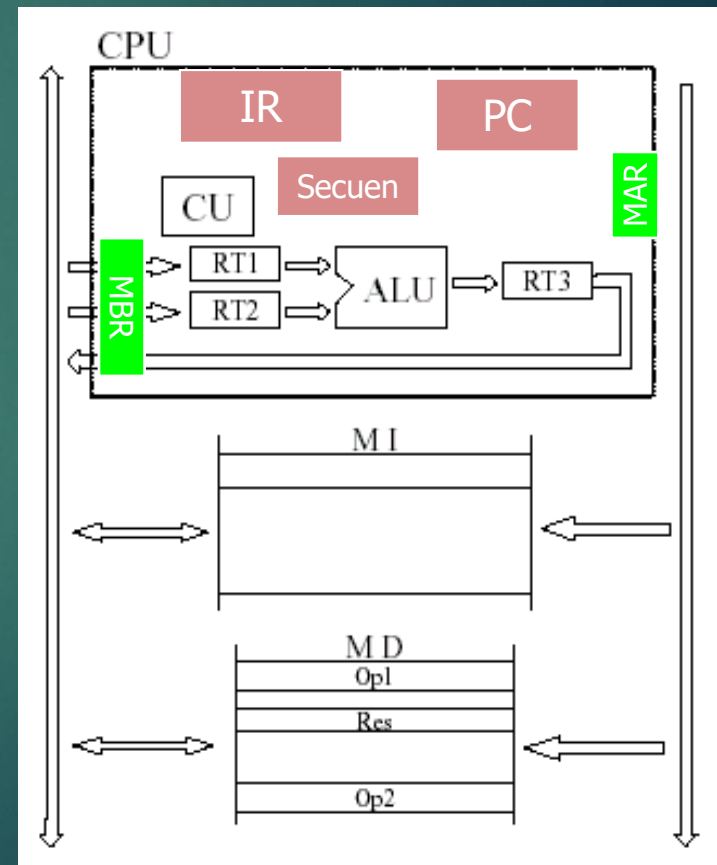 CPU
IR
PC
Secuen
MAR
CU
MBR
RT1
RT2
ALU
RT3
M I
M D
Op1
Res
Op2